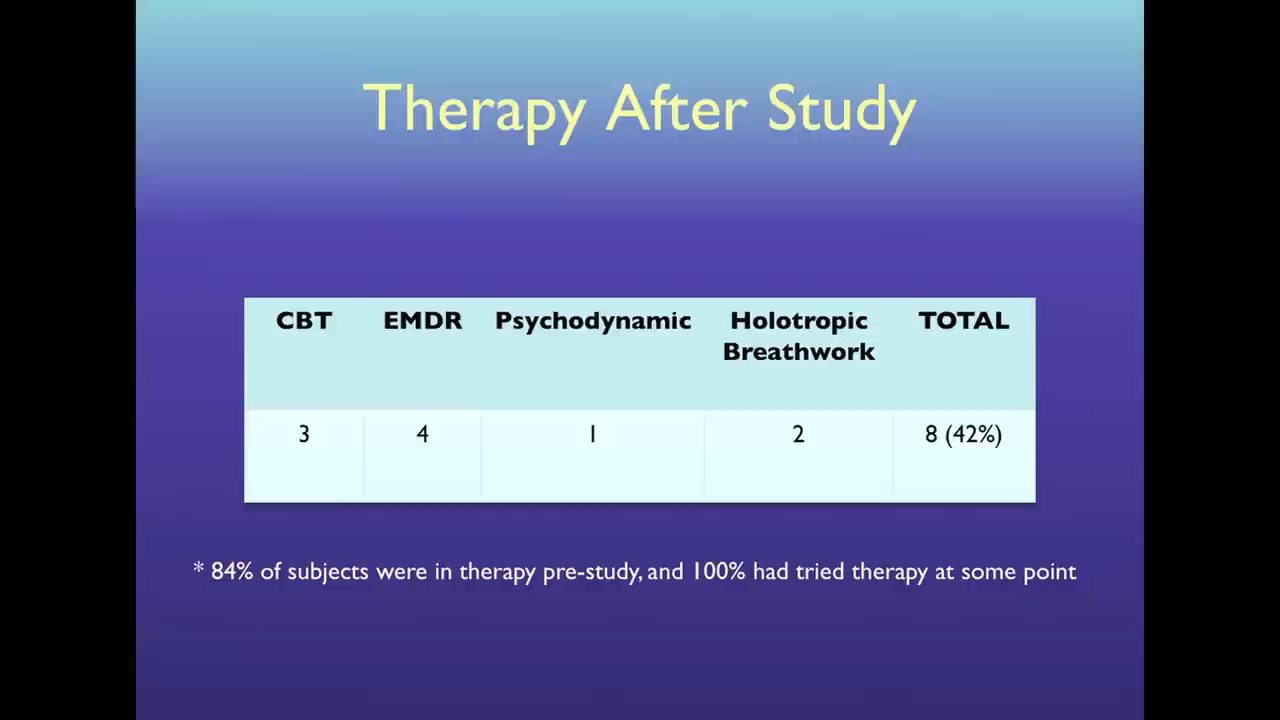 Therapy After Study
CBT EMDR Psychodynamic Holotropic Breathwork TOTAL
3 4 1 2 8 (42%)
* 84% of subjects were in therapy pre-study, and 100% had tried therapy at some point